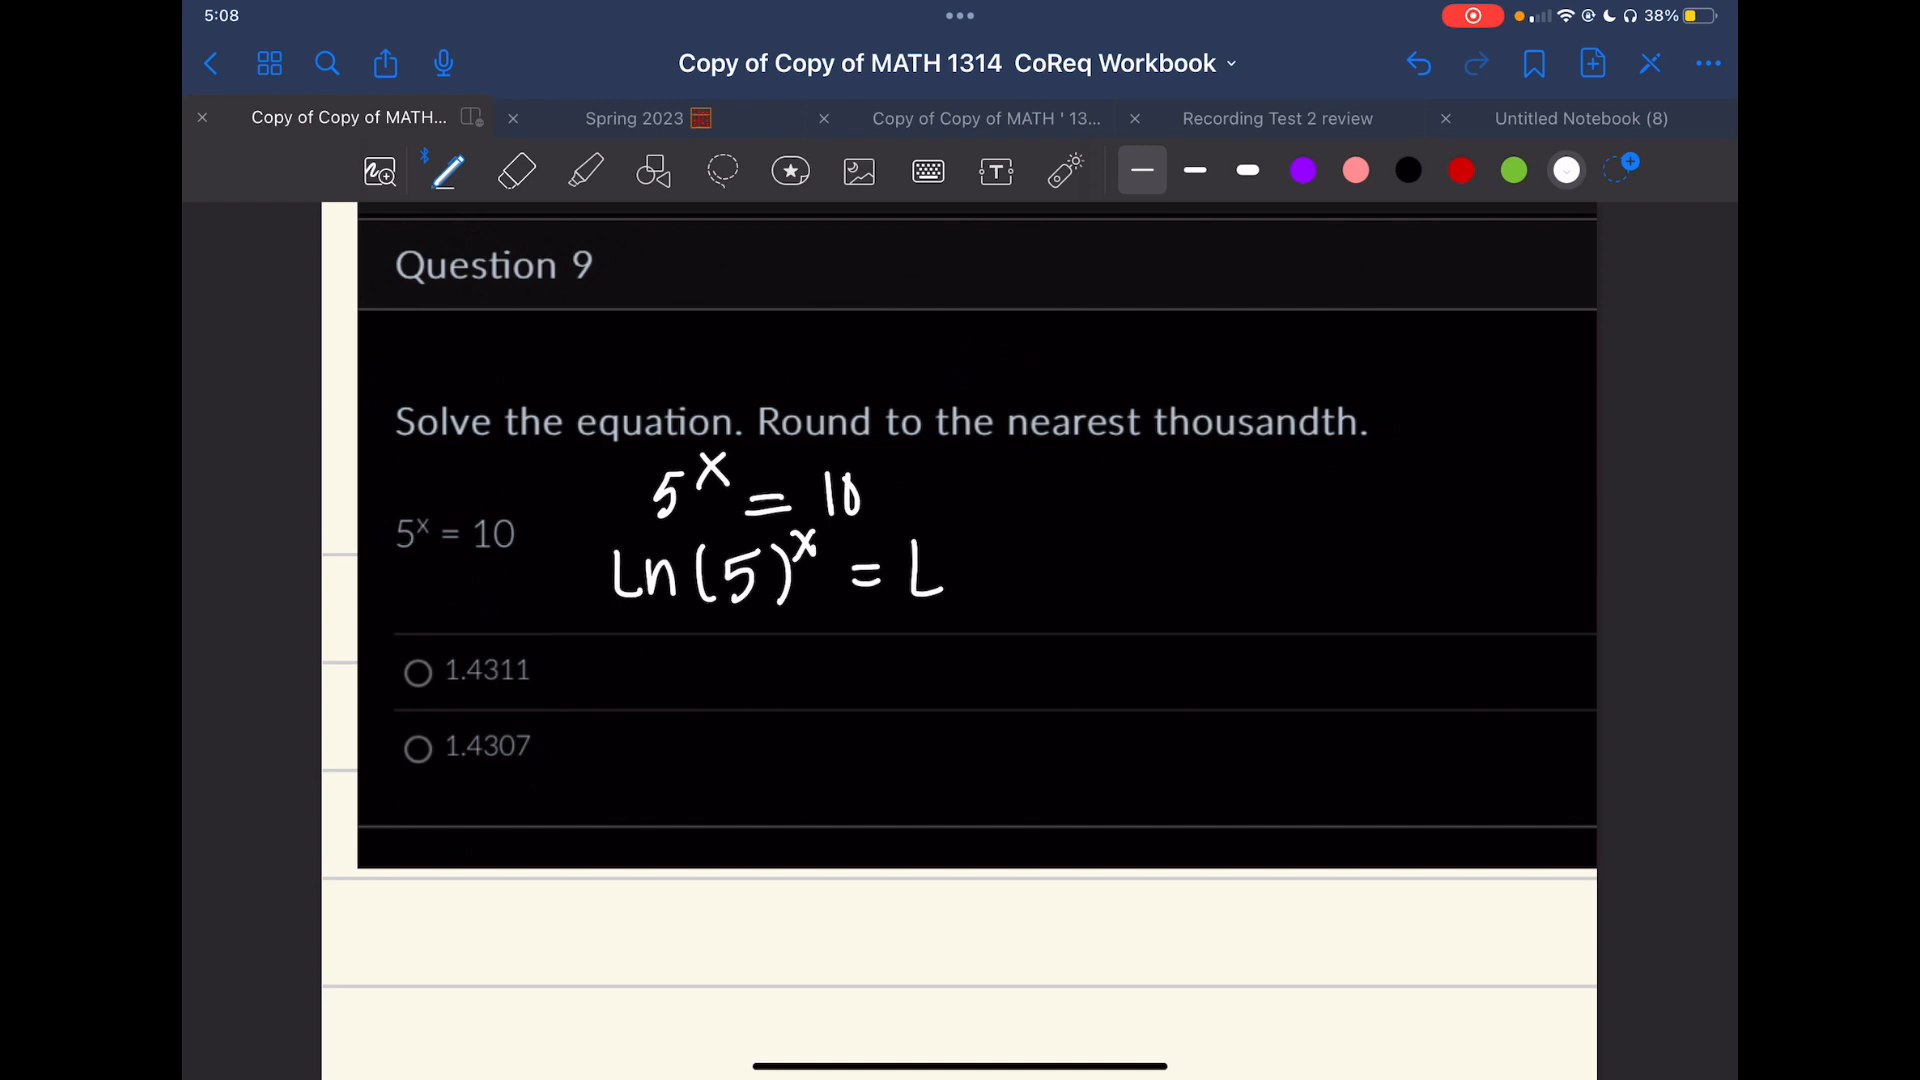 5:08
38%
Copy of Copy of MATH 1314 CoReq Workbook
Copy of Copy of MATH...
Spring 2023
Copy of Copy of MATH ' 13...
Recording Test 2 review
Untitled Notebook (8)
T
Question 9
Solve the equation. Round to the nearest thousandth.
5ˣ = 10
5ˣ = 10
Ln(5)ˣ = L
1.4311
1.4307